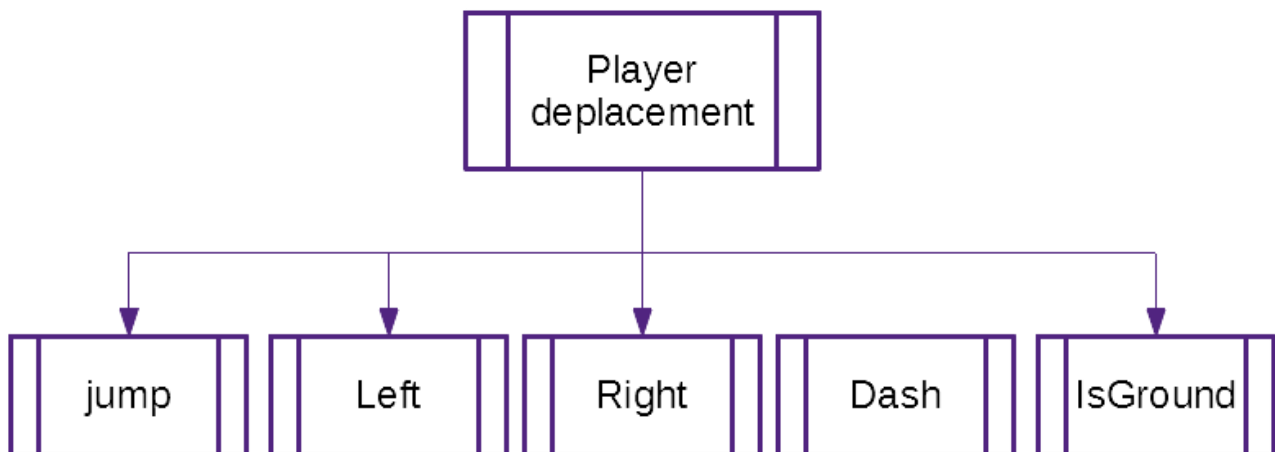 Player
deplacement
jump
Left
Right
Dash
IsGround